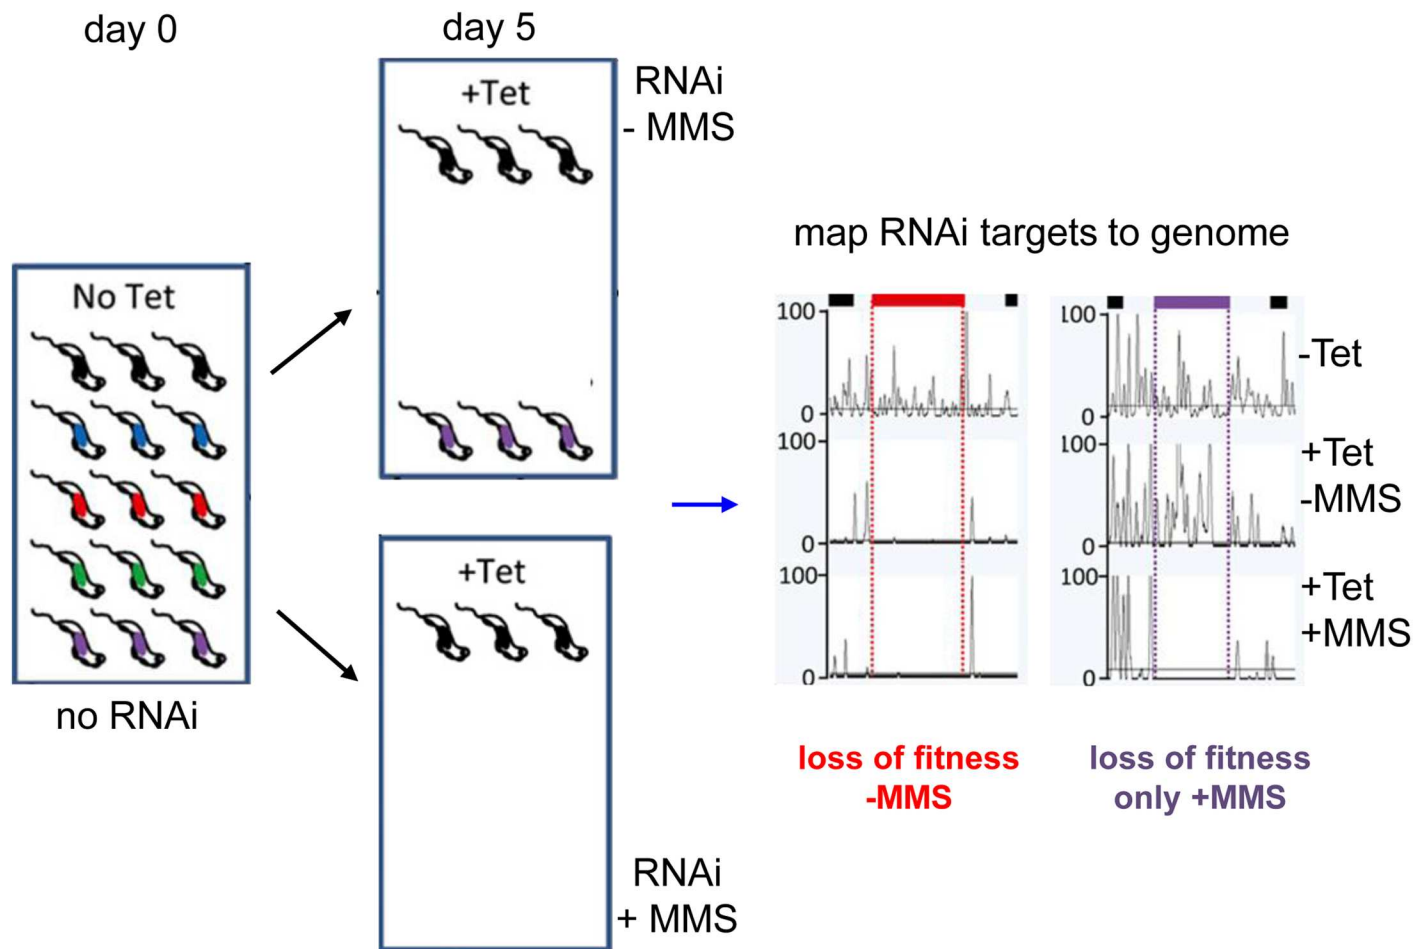 day 0
day 5
+Tet
RNAi
- MMS
No Tet
no RNAi
+Tet
RNAi
+ MMS
map RNAi targets to genome
100
0
100
0
100
0
100
0
100
0
100
0
-Tet
+Tet
-MMS
+Tet
+MMS
loss of fitness
-MMS
loss of fitness
only +MMS